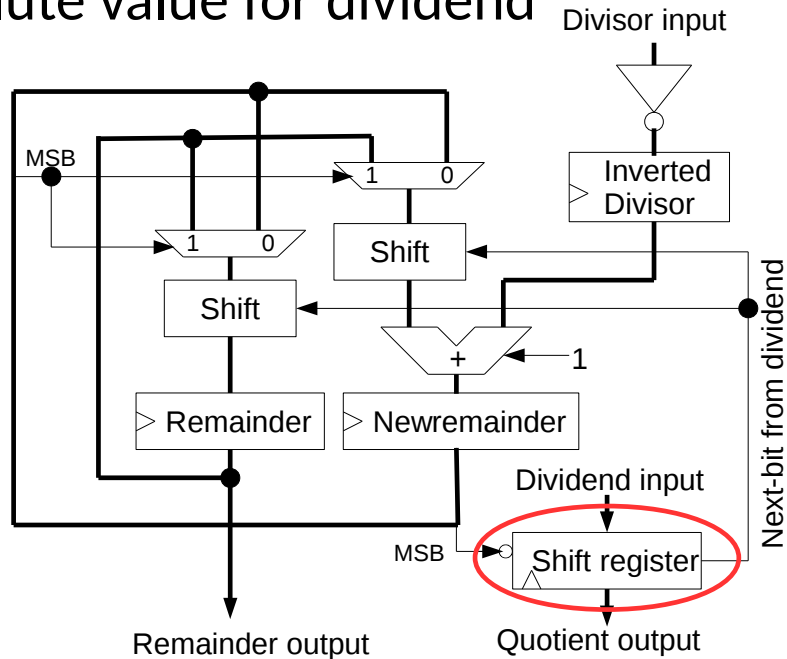 lute value for dividend
Divisor input
MSB
1 0
Inverted
Divisor
1 0
Shift
Shift
+
1
Remainder
Newremainder
Next-bit from dividend
Dividend input
MSB
Shift register
Remainder output
Quotient output